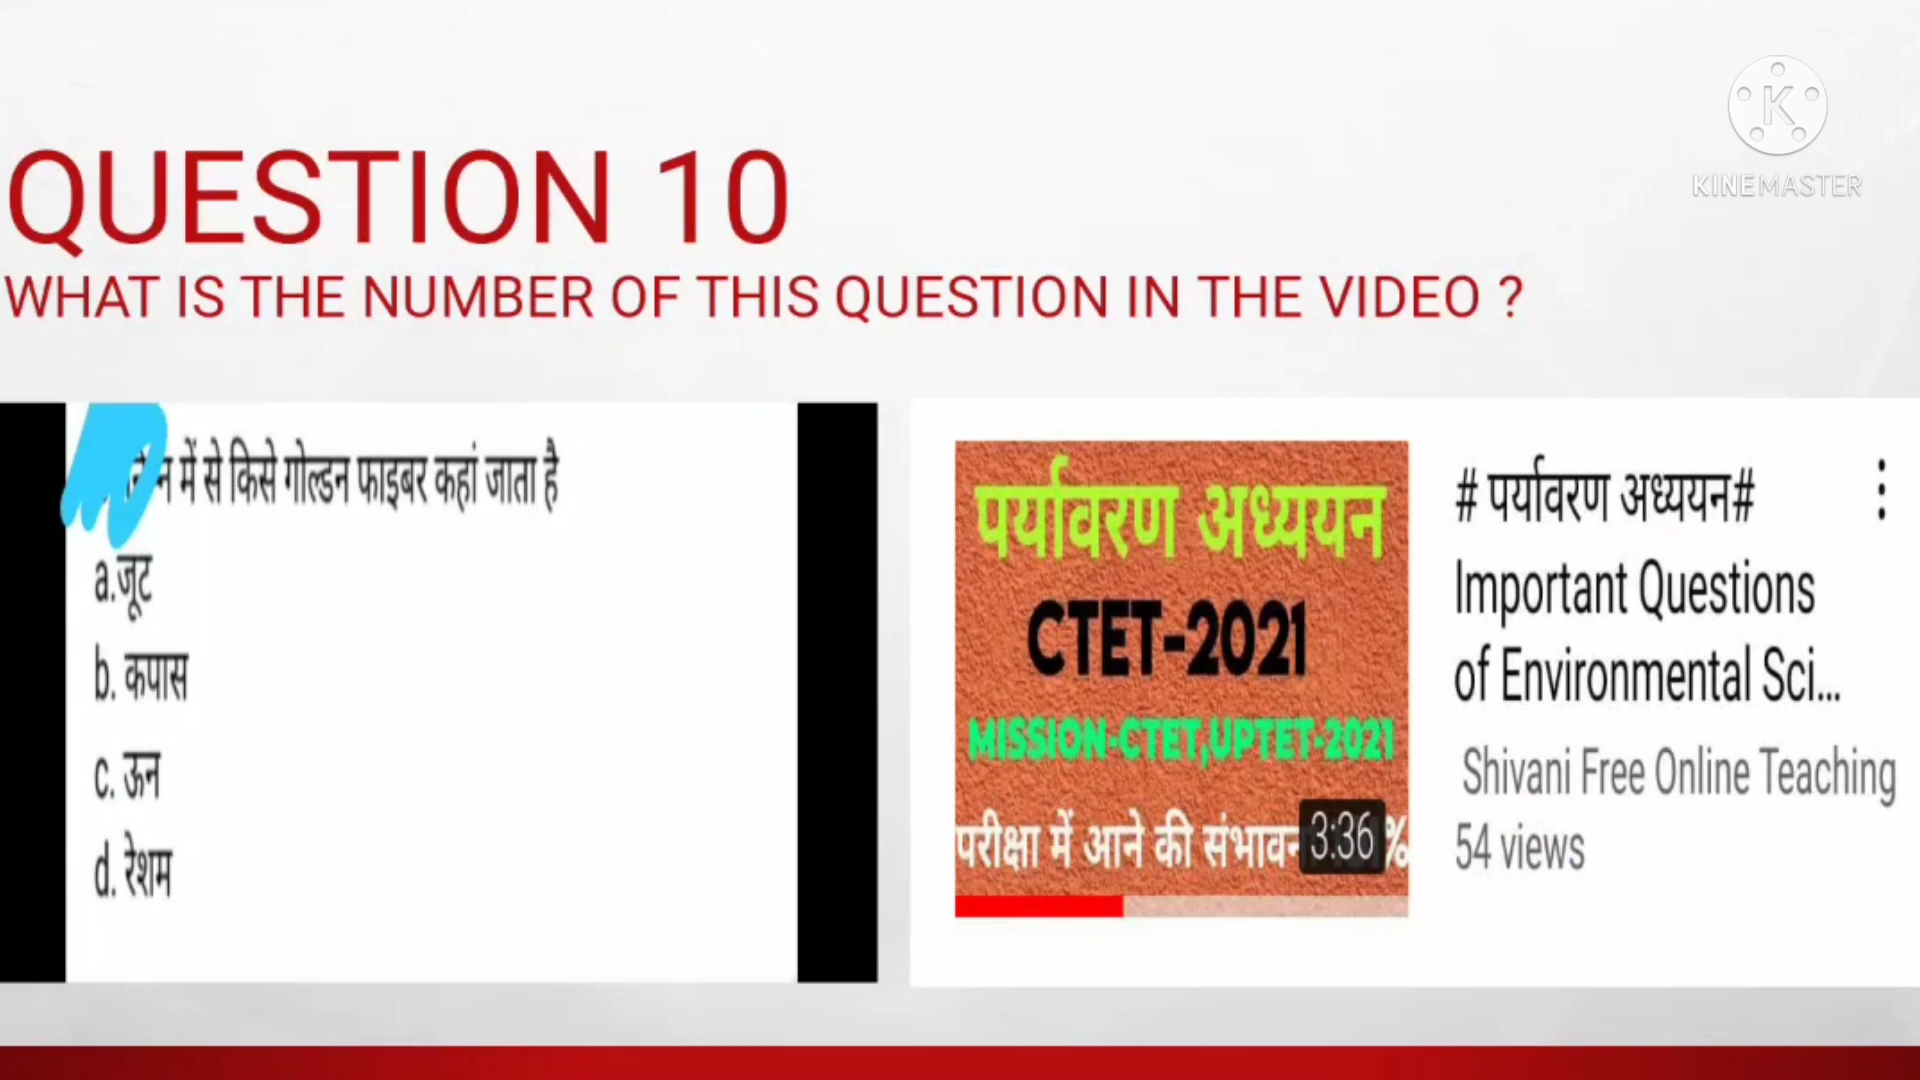 K
KINEMASTER
QUESTION 10
WHAT IS THE NUMBER OF THIS QUESTION IN THE VIDEO ?
में से किसे गोल्डन फाइबर कहां जाता है
a.जूट
b. कपास
c. ऊन
d. रेशम
पर्यावरण अध्ययन
CTET-2021
MISSION-CTET,UPTET-2021
परीक्षा में आने की
3:36
%
# पर्यावरण अध्ययन#
Important Questions
of Environmental Sci...
Shivani Free Online Teaching
54 views